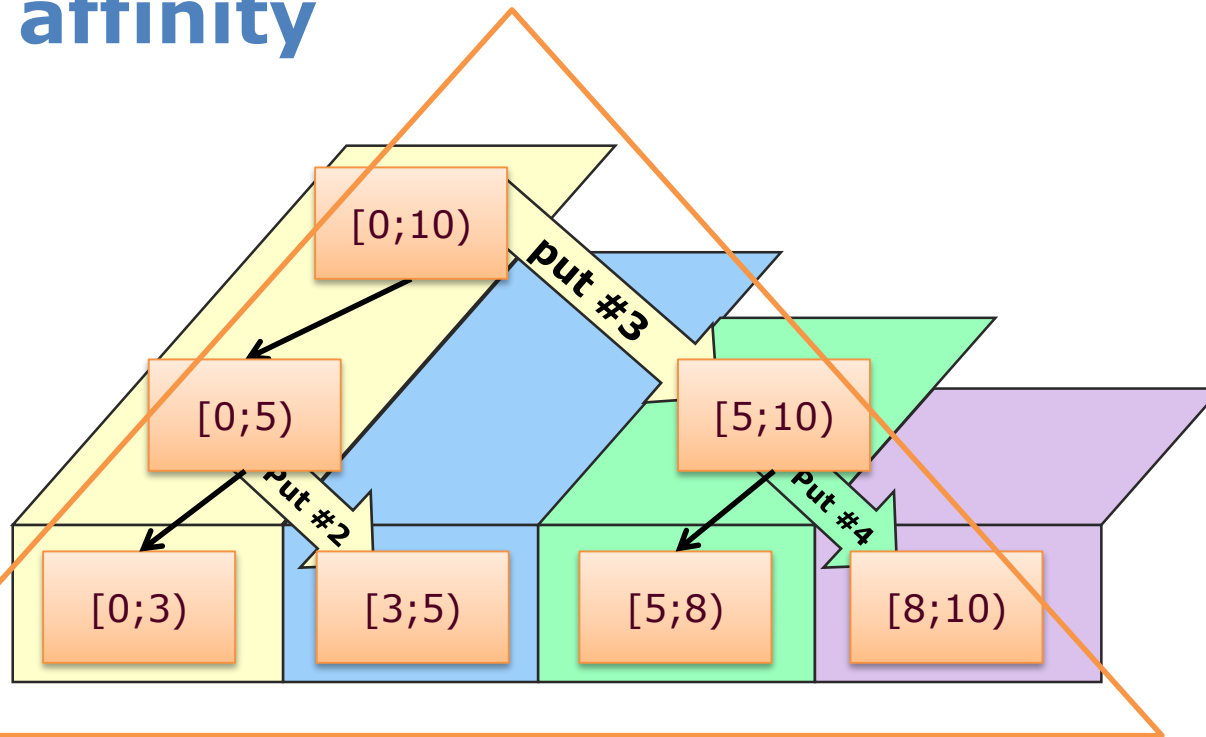 affinity
[0;10)
put #3
[0;5)
[5;10)
Put #2
Put #4
[0;3)
[3;5)
[5;8)
[8;10)